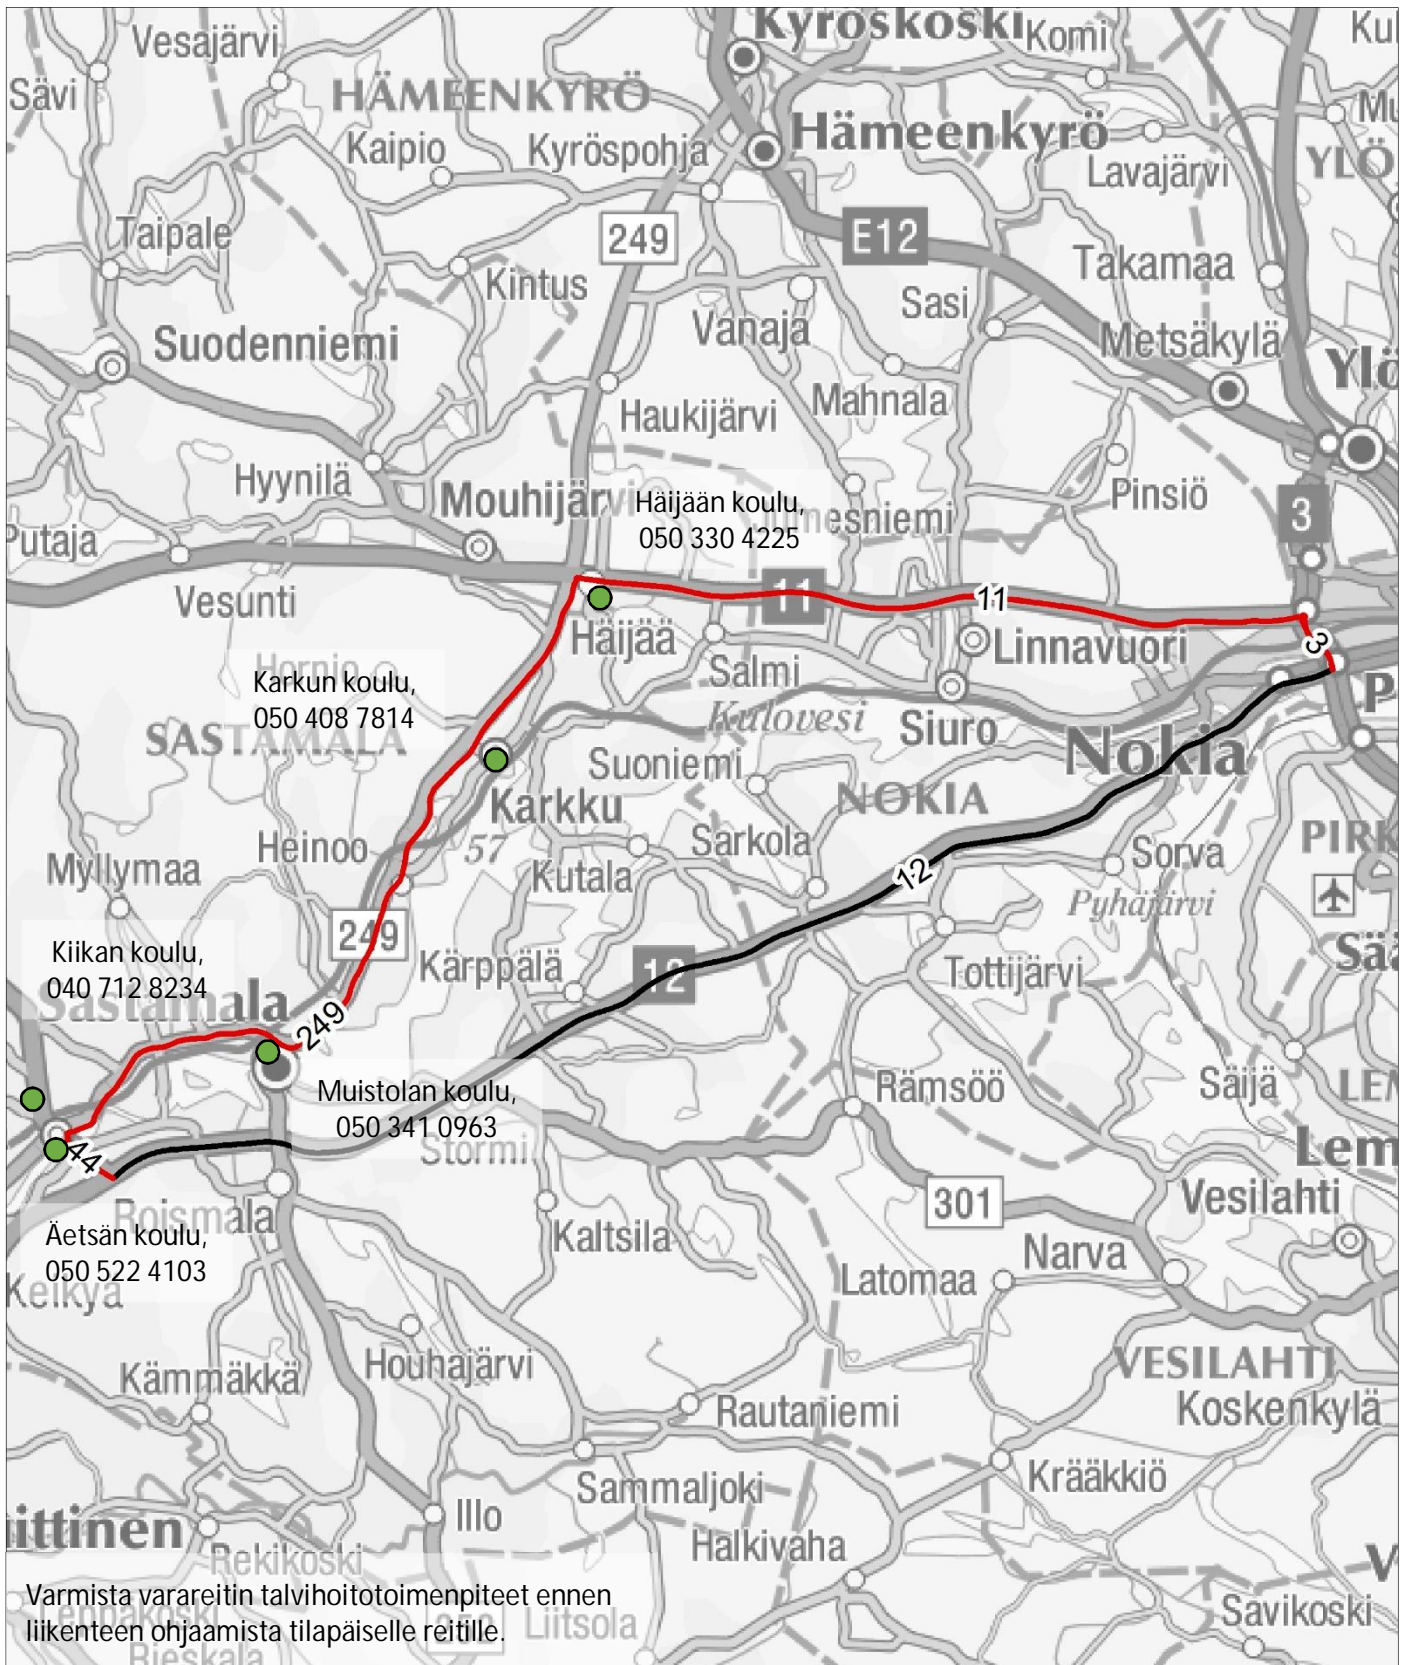 Kyröskoski
Komi
Vesajärvi
Sävi
HÄMEENKYRÖ
Kaipio
Kyröspohja
Hämeenkyrö
Lavajärvi
Taipale
249
E12
Takamaa
Kintus
Sasi
Vanaja
Suodenniemi
Metsäkylä
Haukijärvi
Mahnala
Hyynilä
Mouhijärvi
Häijään koulu,
050 330 4225
Pinsiö
3
Putaja
Vesunti
11
11
Häijää
Linnavuori
3
Salmi
Karkun koulu,
050 408 7814
SASTAMALA
Kulovesi
Siuro
Nokia
Suoniemi
NOKIA
Karkku
Sarkola
PIRK
Heinoo
57
Kutala
12
Sorva
Myllymaa
Pyhäjärvi
249
Kiikan koulu,
040 712 8234
Kärppälä
12
Tottijärvi
Sastamala
249
Muistolan koulu,
050 341 0963
Rämsöö
Säijä
44
Stormi
Vesilahti
301
Roismala
Äetsän koulu,
050 522 4103
Kaltsila
Narva
Latomaa
Keikyä
Kämmäkkä
Houhajärvi
VESILAHTI
Koskenkylä
Rautaniemi
Krääkkiö
Sammaljoki
Illo
ittinen
Halkivaha
Rekikoski
Varmista varareitin talvihoitotoimenpiteet ennen
liikenteen ohjaamista tilapäiselle reitille.
Liitsola
Savikoski